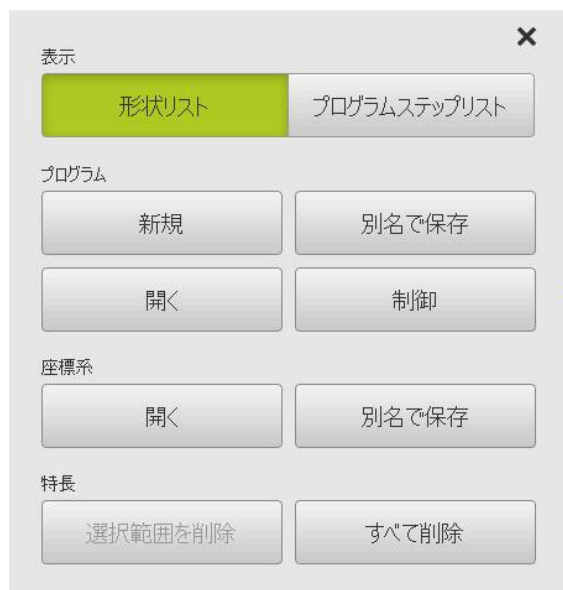 表示
形状リスト プログラムステップリスト
プログラム
新規 別名で保存
開く 制御
座標系
開く 別名で保存
特長
選択範囲を削除 すべて削除